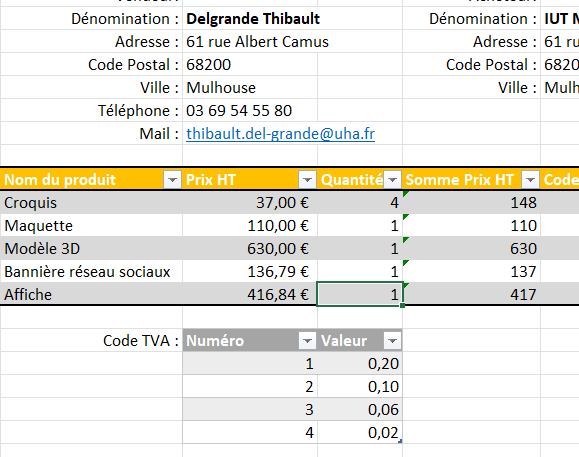 Dénomination : Delgrande Thibault Dénomination : IUT
Adresse : 61 rue Albert Camus Adresse : 61 ru
Code Postal : 68200 Code Postal : 6820
Ville : Mulhouse Ville : Mulh
Téléphone : 03 69 54 55 80
Mail : thibault.del-grande@uha.fr
Nom du produit Prix HT Quantité Somme Prix HT Code
Croquis 37,00 € 4 148
Maquette 110,00 € 1 110
Modèle 3D 630,00 € 1 630
Bannière réseau sociaux 136,79 € 1 137
Affiche 416,84 € 1 417
Code TVA : Numéro Valeur
1 0,20
2 0,10
3 0,06
4 0,02